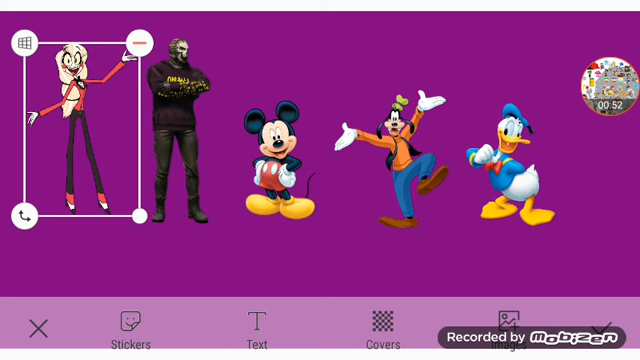 00:52
Stickers
Text
Covers
Images
Recorded by Mobizen